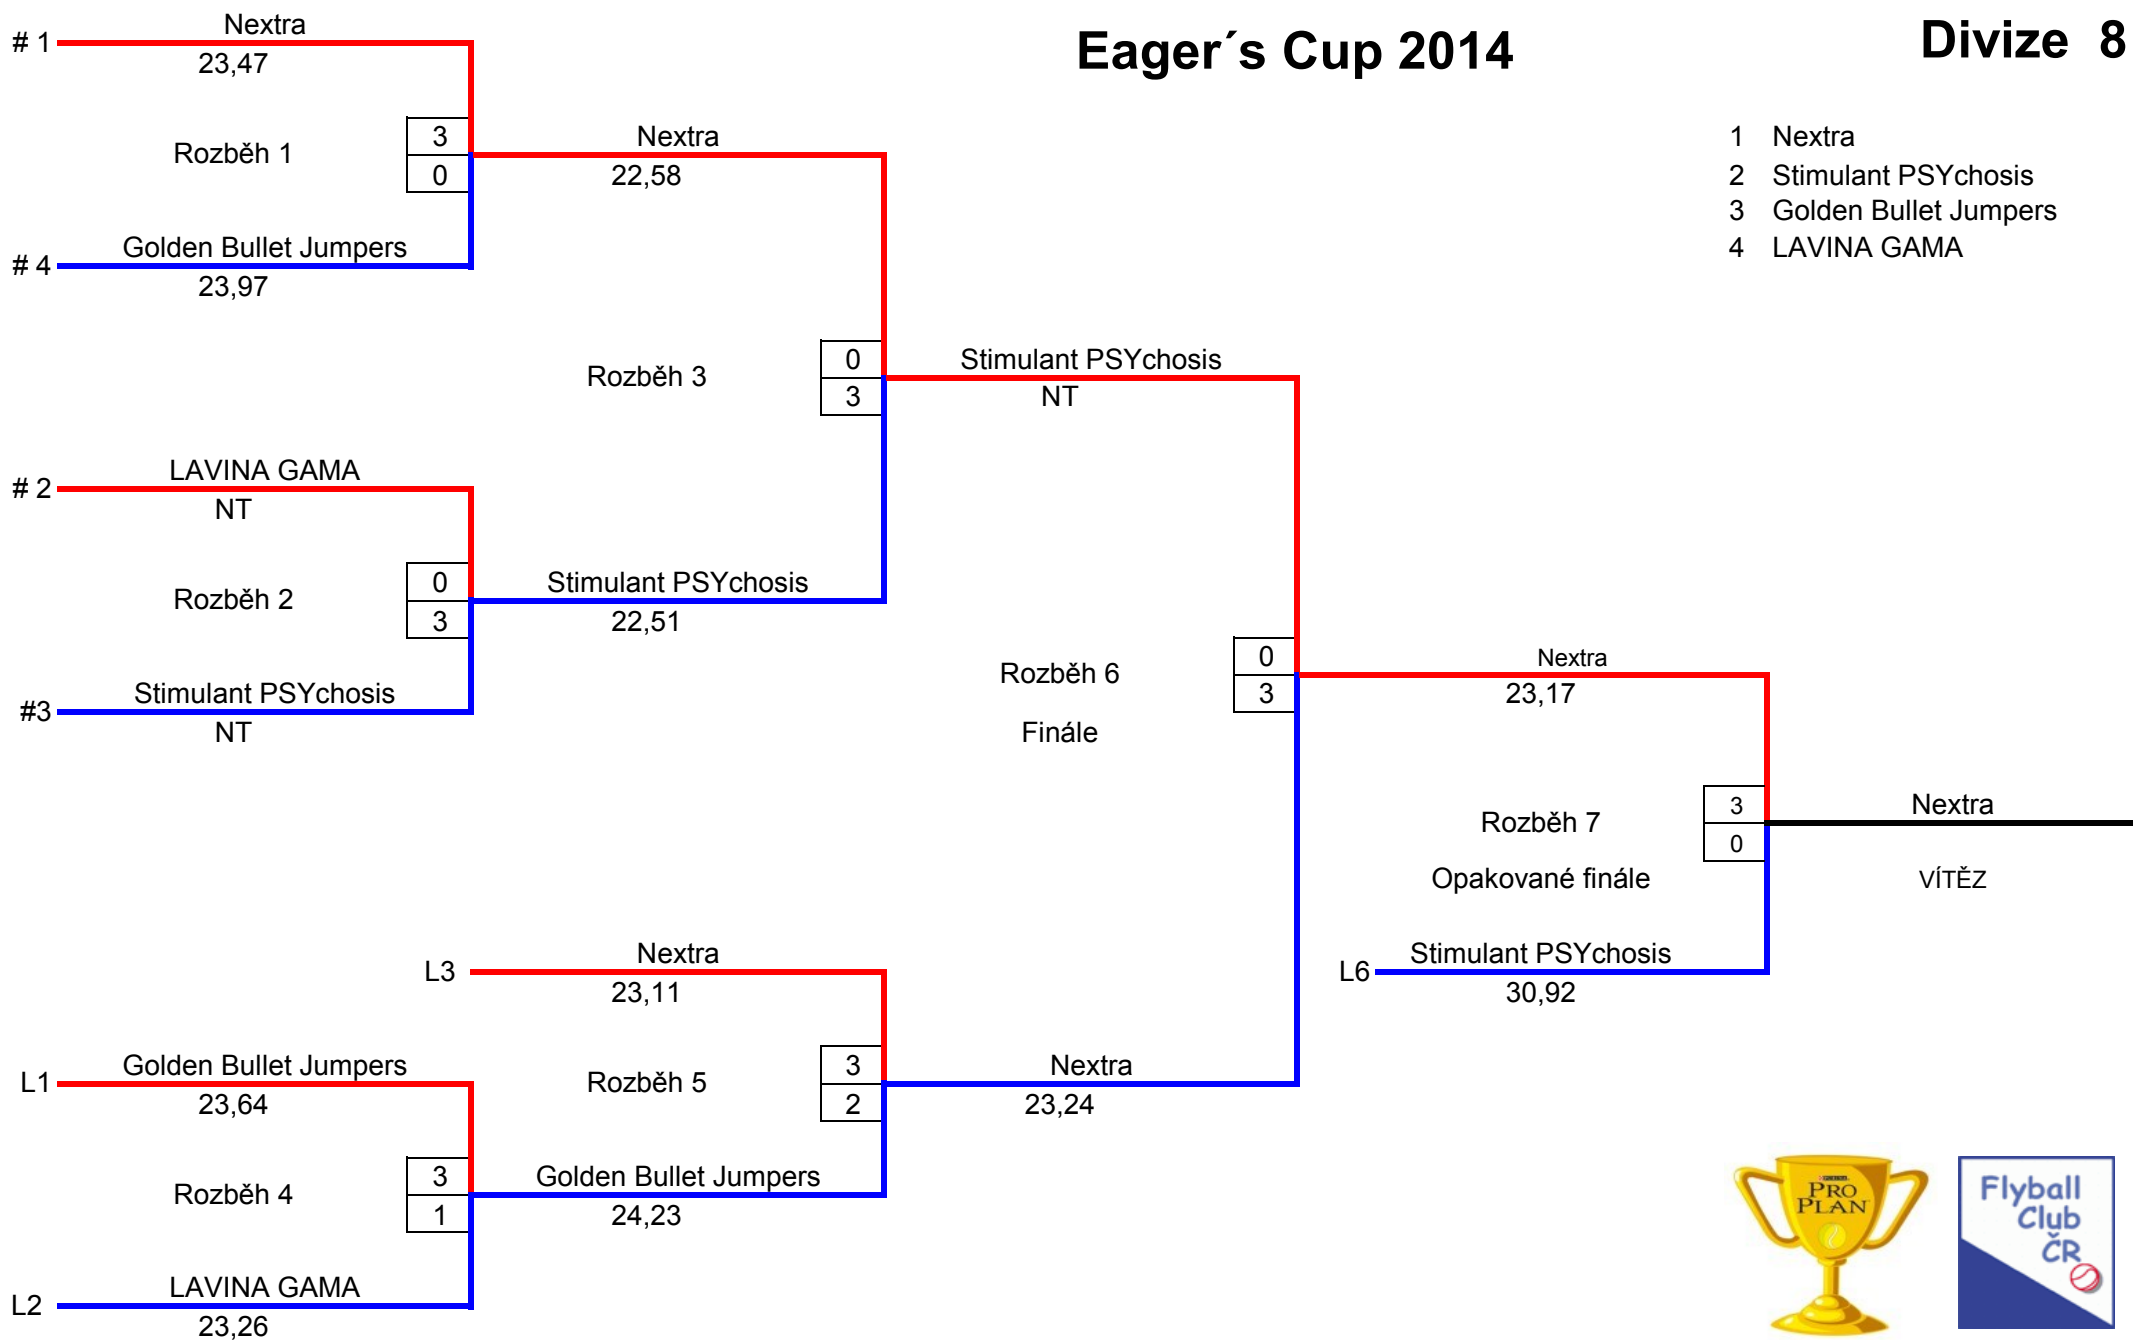 Eager´s Cup 2014
Divize 8
1 Nextra
2 Stimulant PSYchosis
3 Golden Bullet Jumpers
4 LAVINA GAMA
# 1
Nextra
23,47
Rozběh 1
3
0
# 4
Golden Bullet Jumpers
23,97
Nextra
22,58
Rozběh 3
0
3
Stimulant PSYchosis
NT
# 2
LAVINA GAMA
NT
Rozběh 2
0
3
#3
Stimulant PSYchosis
NT
Stimulant PSYchosis
22,51
Rozběh 6
Finále
0
3
Nextra
23,17
Rozběh 7
Opakované finále
3
0
Nextra
VÍTĚZ
L6
Stimulant PSYchosis
30,92
L3
Nextra
23,11
Rozběh 5
3
2
Nextra
23,24
L1
Golden Bullet Jumpers
23,64
Rozběh 4
3
1
Golden Bullet Jumpers
24,23
L2
LAVINA GAMA
23,26
PRO
PLAN
Flyball
Club
ČR